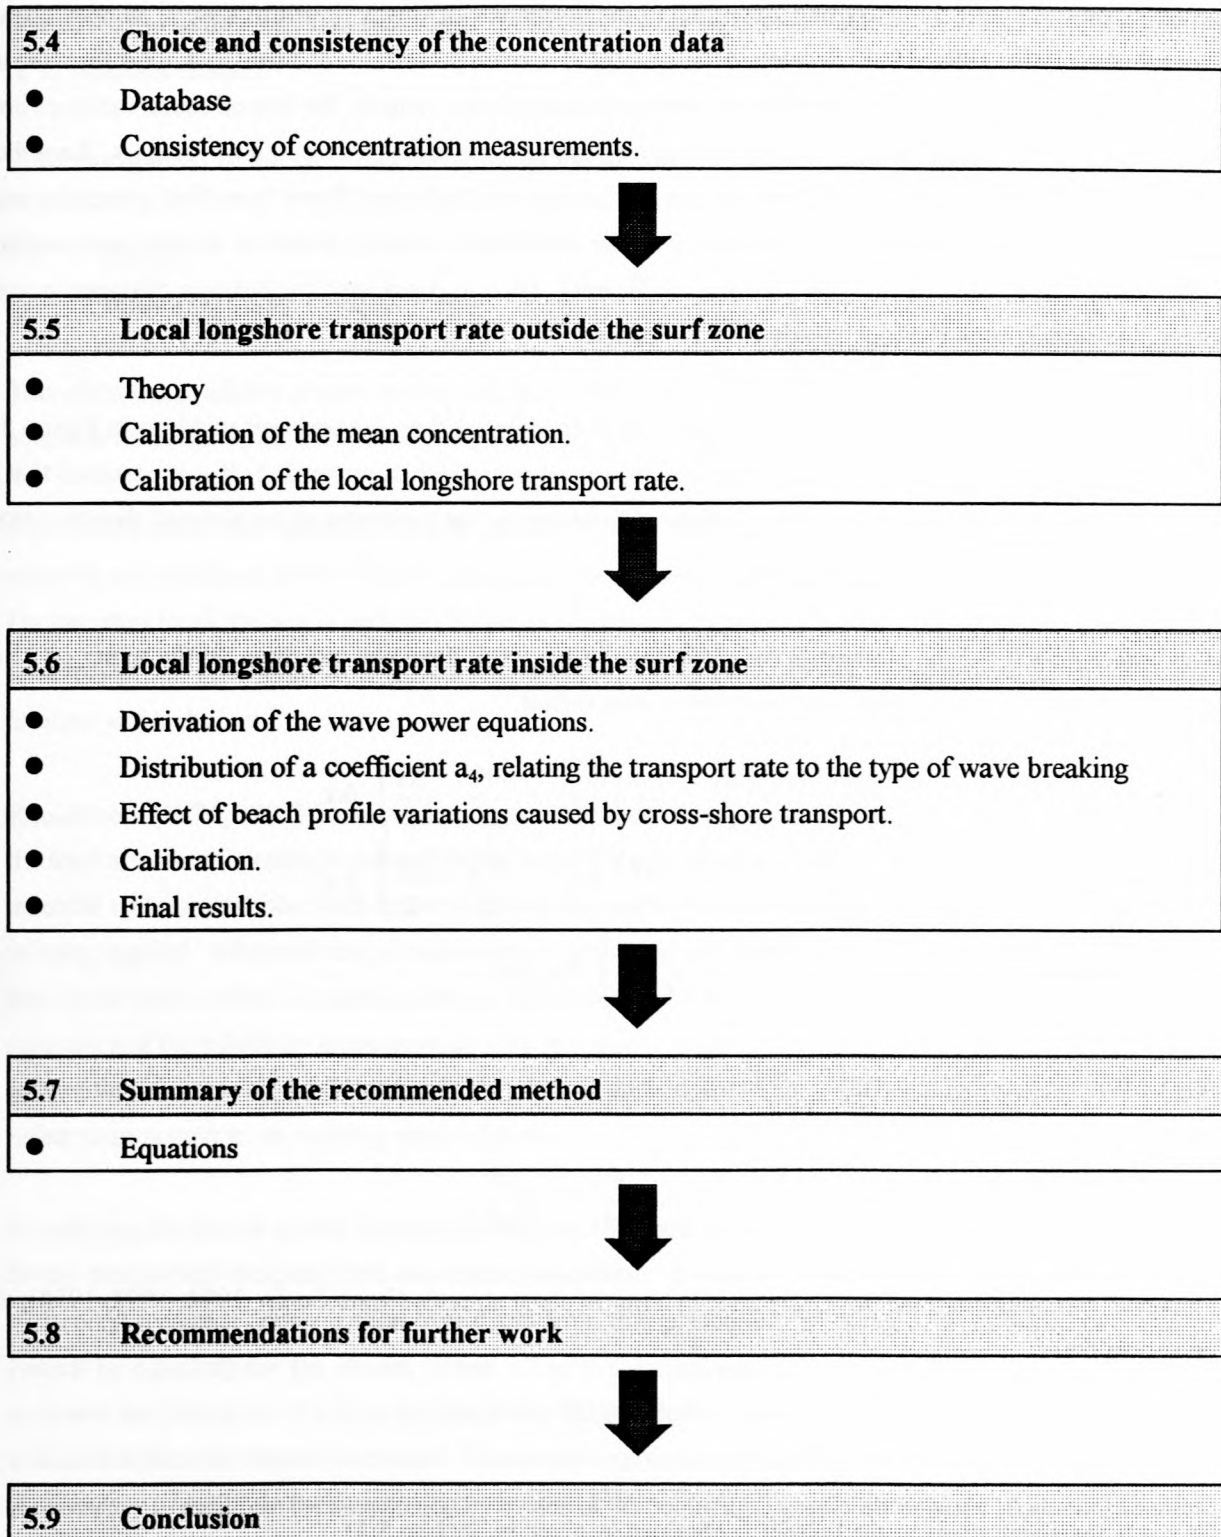 5.4 Choice and consistency of the concentration data
● Database
● Consistency of concentration measurements.
5.5 Local longshore transport rate outside the surf zone
● Theory
● Calibration of the mean concentration.
● Calibration of the local longshore transport rate.
5.6 Local longshore transport rate inside the surf zone
● Derivation of the wave power equations.
● Distribution of a coefficient a₄, relating the transport rate to the type of wave breaking
● Effect of beach profile variations caused by cross-shore transport.
● Calibration.
● Final results.
5.7 Summary of the recommended method
● Equations
5.8 Recommendations for further work
5.9 Conclusion